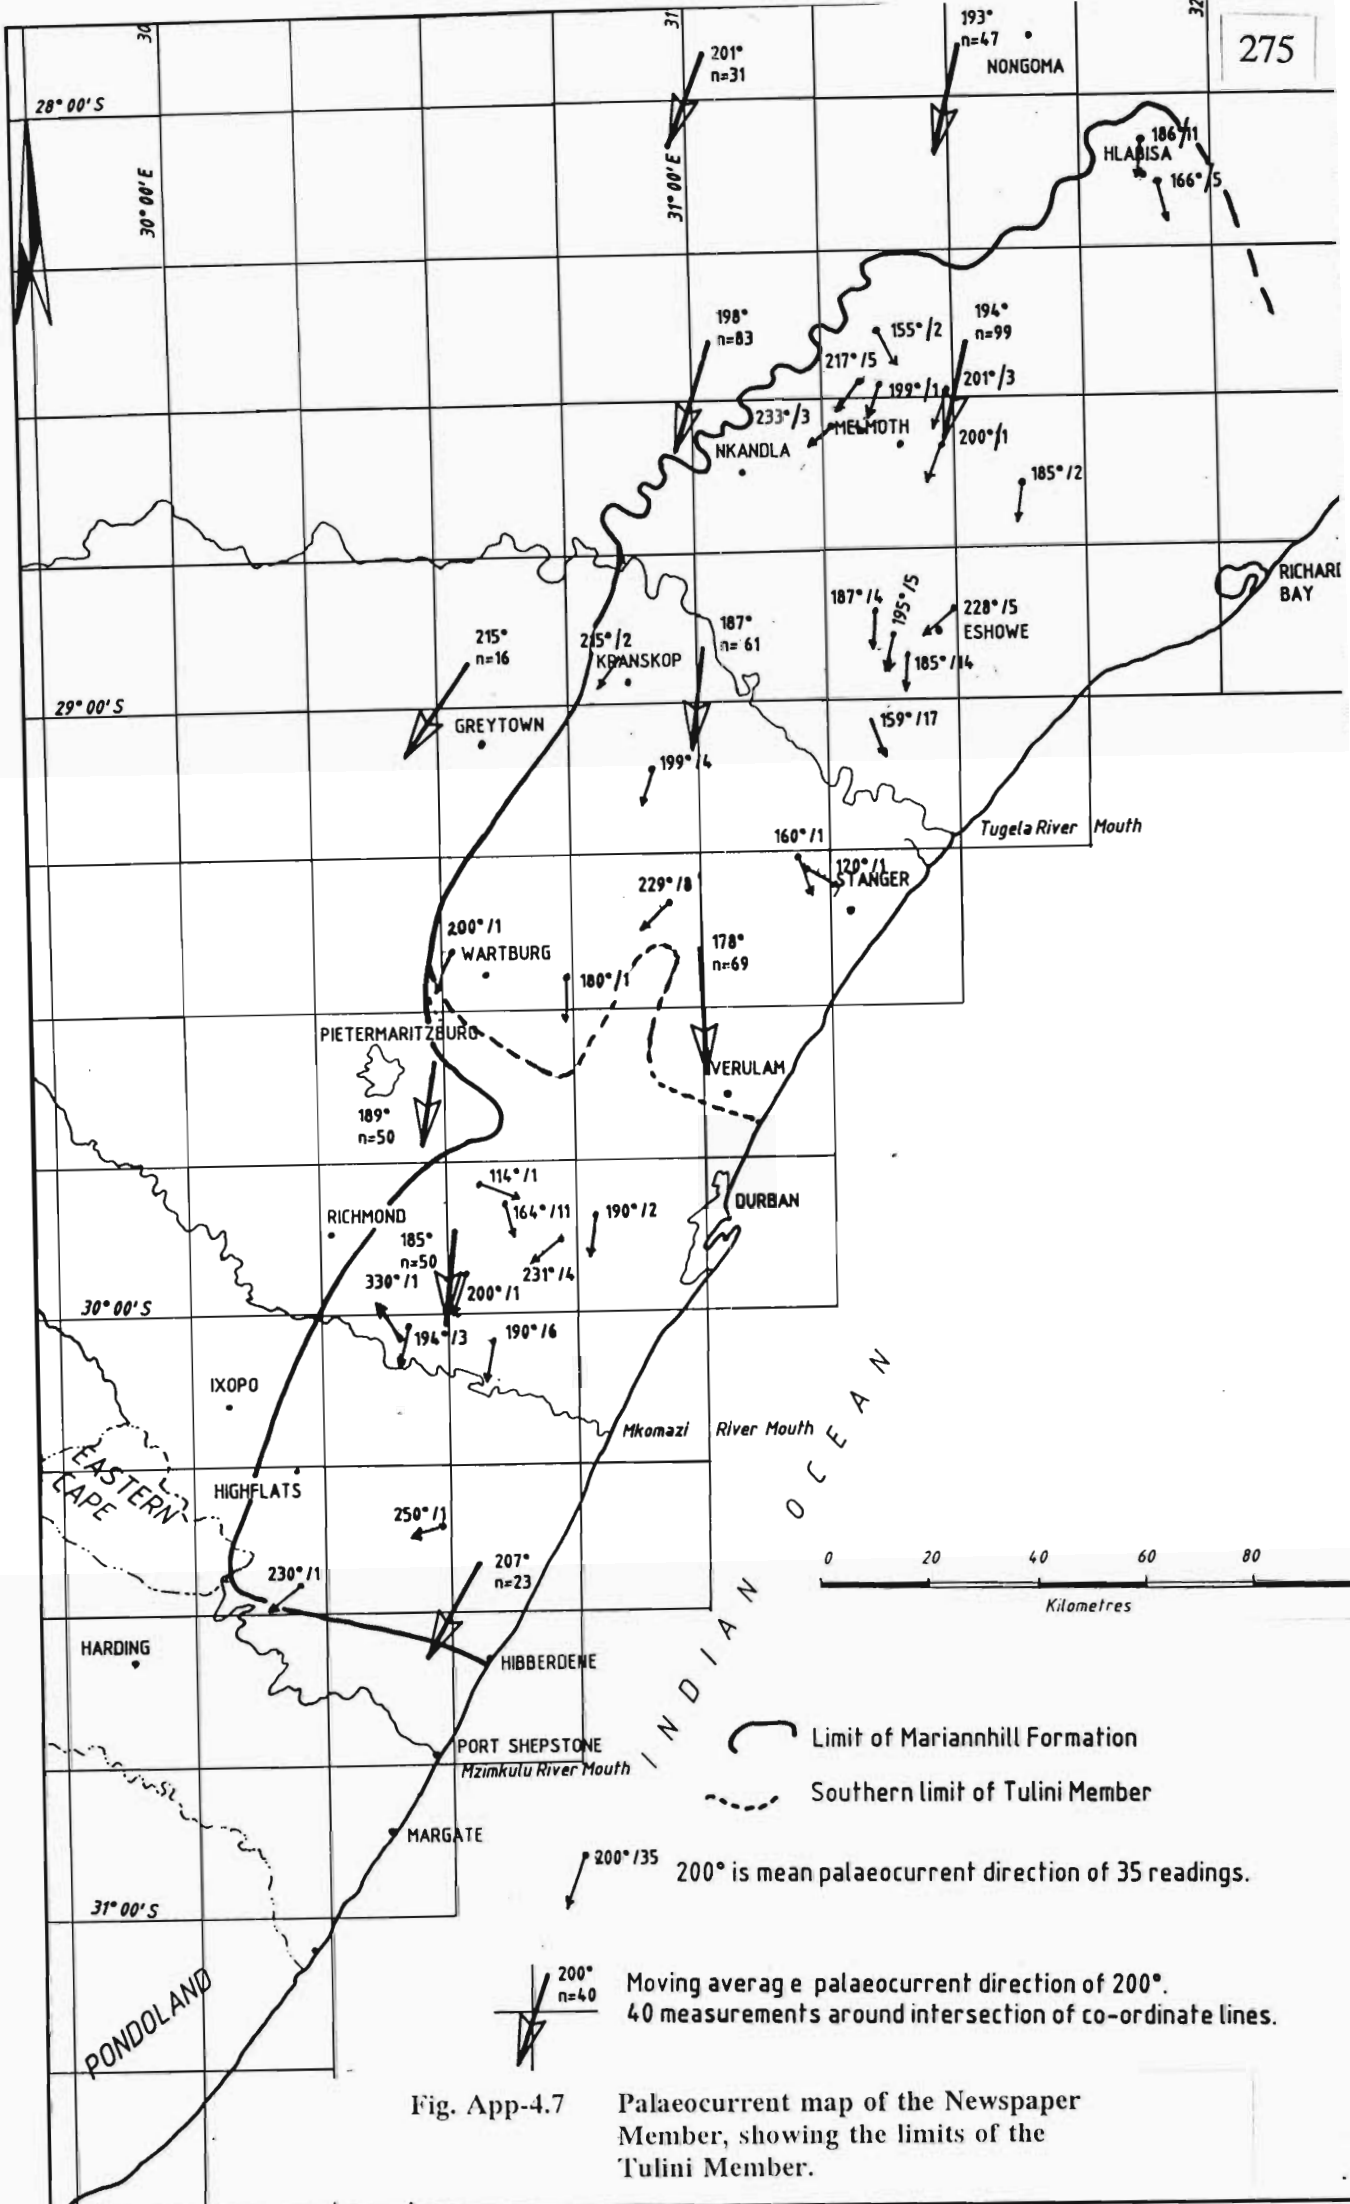 30
31
32
275
193°
n=47
NONGOMA
201°
n=31
28° 00' S
30° 00' E
31° 00' E
186/11
HLABISA
166°/5
198°
n=83
194°
n=99
155°/2
217°/5
199°/1
201°/3
233°/3
MELMOTH
200°/1
NKANDLA
185°/2
RICHARD
BAY
187°/4
195°/5
228°/5
ESHOWE
185°/14
159°/17
215°
n=16
215°/2
KRANSKOP
187°
n=61
29° 00' S
GREYTOWN
199°/4
Tugela River Mouth
160°/1
120°/1
STANGER
229°/8
200°/1
WARTBURG
180°/1
178°
n=69
PIETERMARITZBURG
VERULAM
189°
n=50
114°/1
164°/11
190°/2
DURBAN
RICHMOND
185°
n=50
231°/4
330°/1
200°/1
30° 00' S
194°/3
190°/6
IXOPO
Mkomazi River Mouth
EASTERN
CAPE
HIGHFLATS
250°/1
INDIAN OCEAN
0 20 40 60 80
Kilometres
230°/1
207°
n=23
HARDING
HIBBERDENE
PORT SHEPSTONE
Mzimkulu River Mouth
MARGATE
Limit of Mariannhill Formation
Southern limit of Tulini Member
200°/35
200° is mean palaeocurrent direction of 35 readings.
31° 00' S
200°
n=40
Moving average palaeocurrent direction of 200°.
40 measurements around intersection of co-ordinate lines.
PONDOLAND
Fig. App-4.7 Palaeocurrent map of the Newspaper
Member, showing the limits of the
Tulini Member.